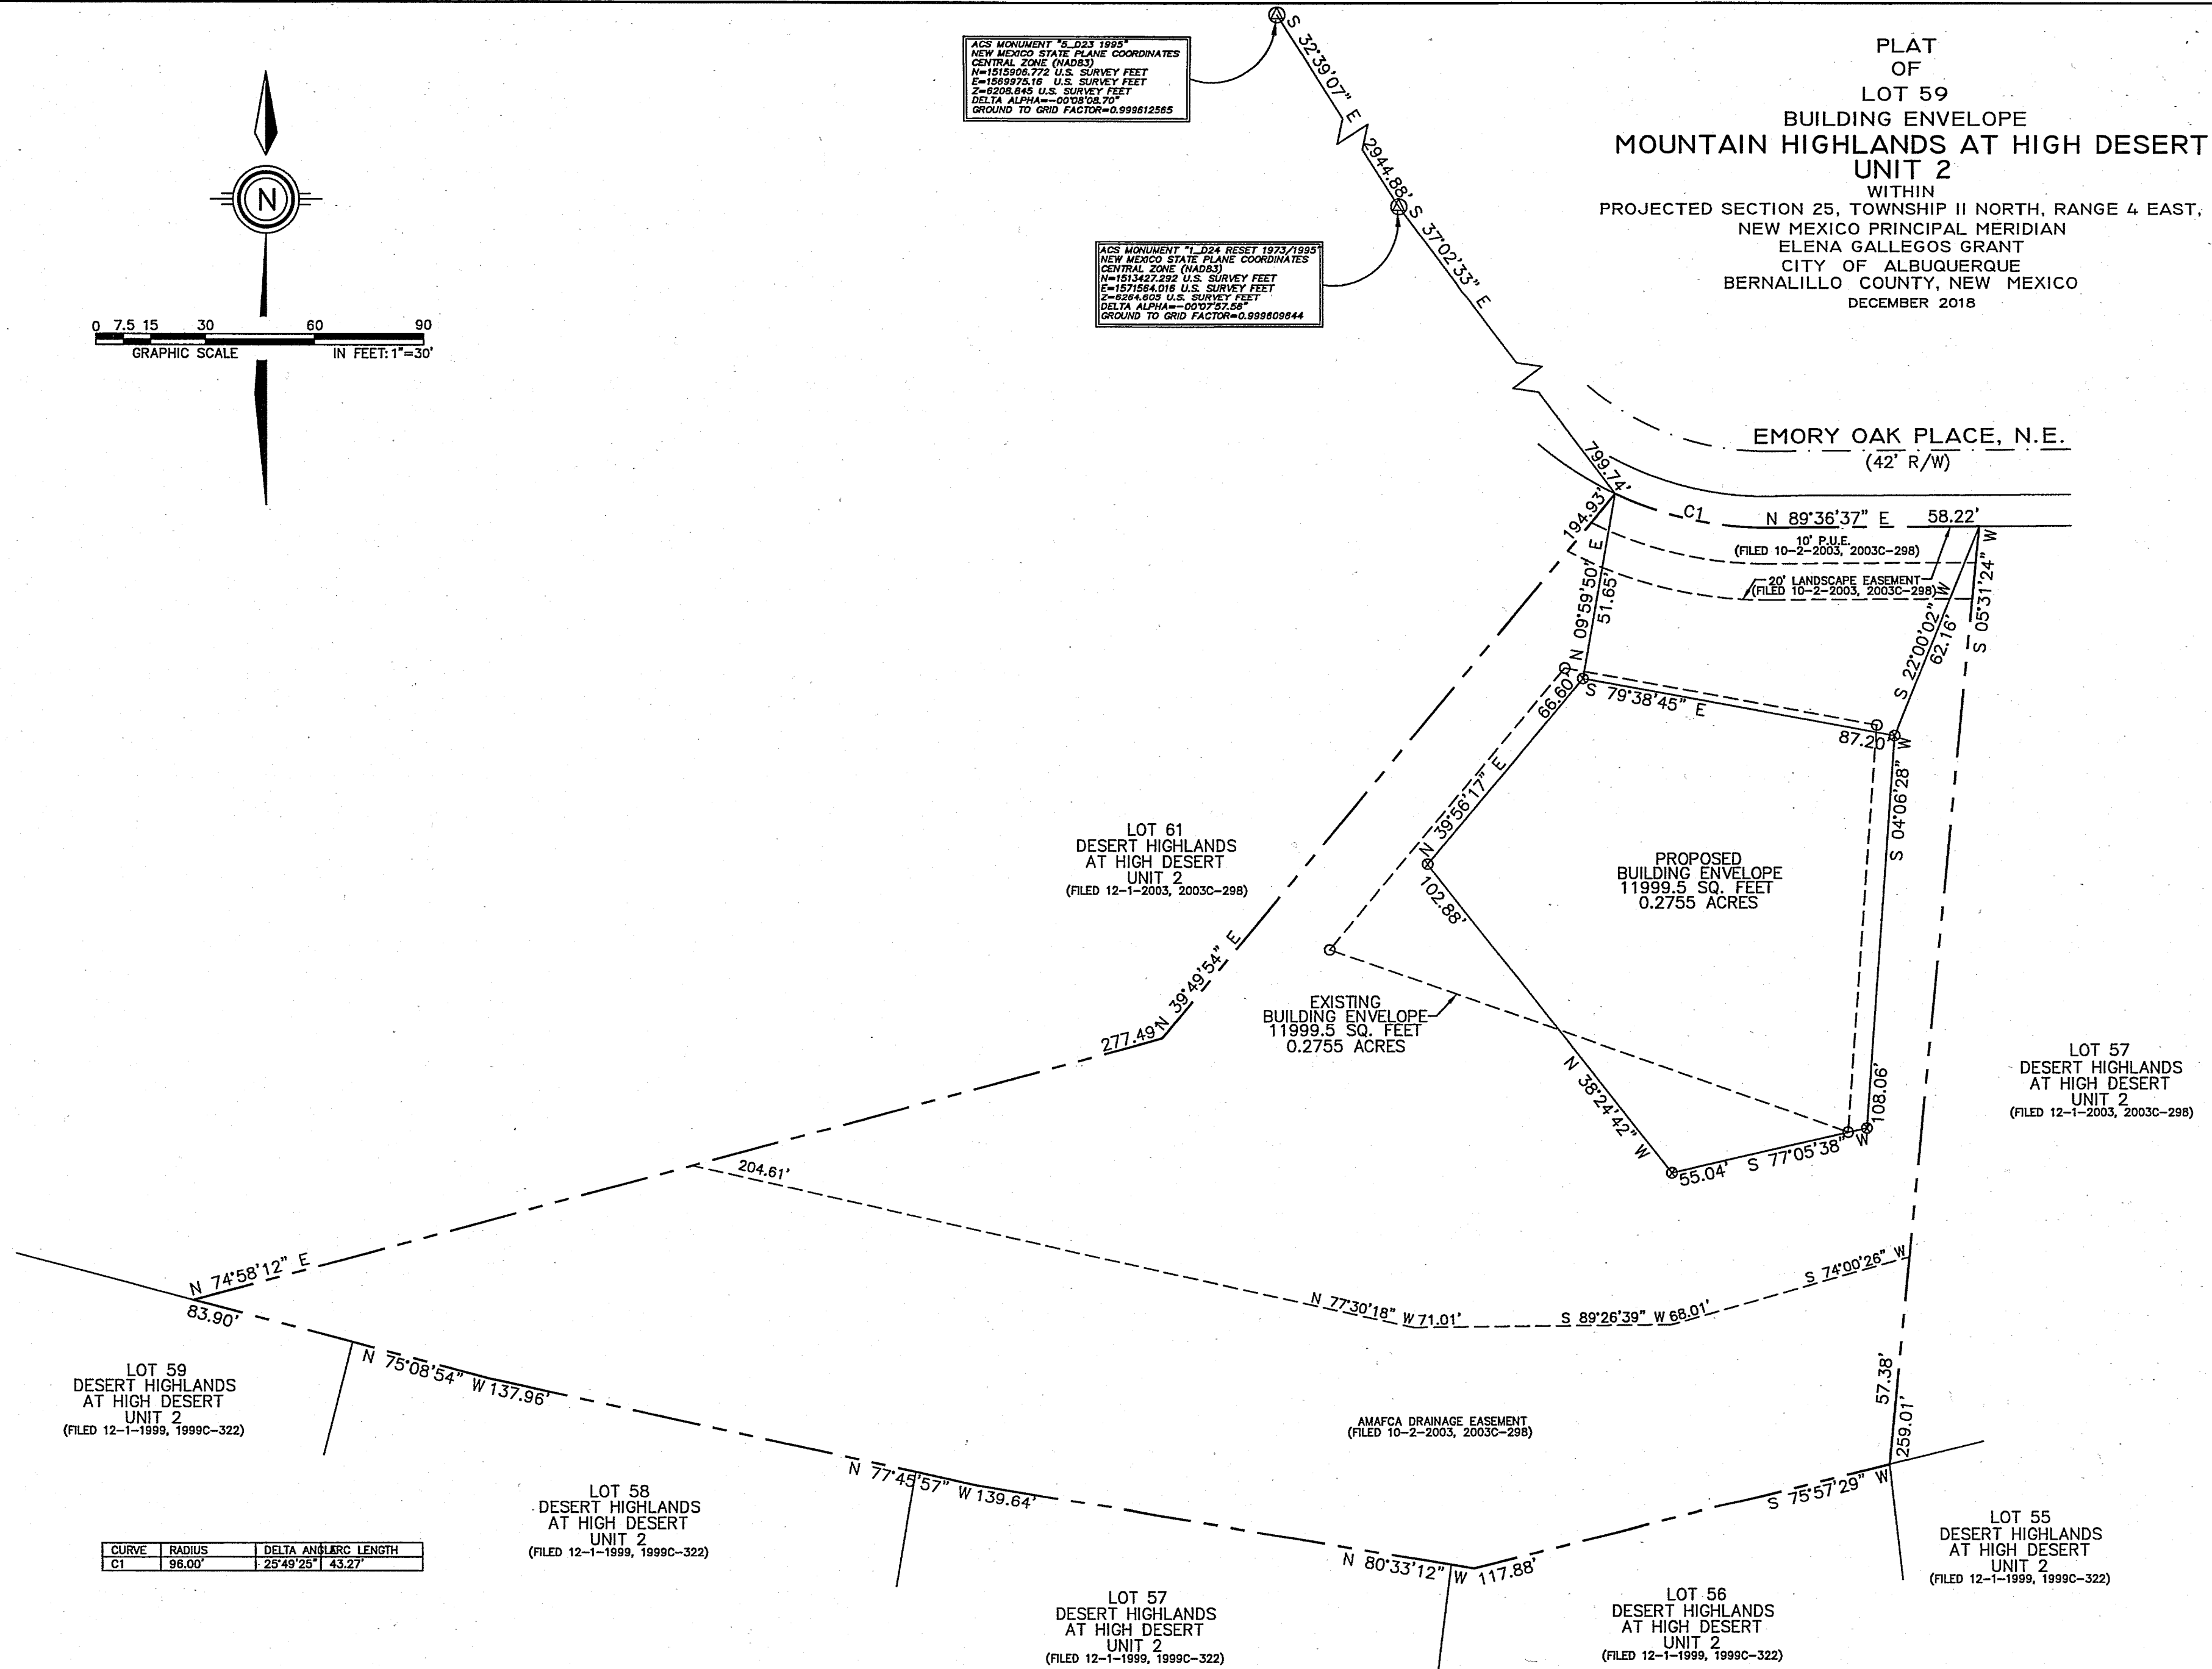 ACS MONUMENT "5_D23 1995"
NEW MEXICO STATE PLANE COORDINATES
CENTRAL ZONE (NAD83)
N=1515906.772 U.S. SURVEY FEET
E=1569975.16 U.S. SURVEY FEET
Z=6208.845 U.S. SURVEY FEET
DELTA ALPHA=-00°08'08.70"
GROUND TO GRID FACTOR=0.999612565
S 32°39'07" E
2944.88'
PLAT
OF
LOT 59
BUILDING ENVELOPE
MOUNTAIN HIGHLANDS AT HIGH DESERT
UNIT 2
WITHIN
PROJECTED SECTION 25, TOWNSHIP 11 NORTH, RANGE 4 EAST,
NEW MEXICO PRINCIPAL MERIDIAN
ELENA GALLEGOS GRANT
CITY OF ALBUQUERQUE
BERNALILLO COUNTY, NEW MEXICO
DECEMBER 2018
N
0 7.5 15 30 60 90
GRAPHIC SCALE IN FEET: 1"=30'
ACS MONUMENT "1_D24 RESET 1973/1995"
NEW MEXICO STATE PLANE COORDINATES
CENTRAL ZONE (NAD83)
N=1513427.292 U.S. SURVEY FEET
E=1571564.016 U.S. SURVEY FEET
Z=6264.605 U.S. SURVEY FEET
DELTA ALPHA=-00°07'57.56"
GROUND TO GRID FACTOR=0.999609844
S 37°02'33" E
799.74'
EMORY OAK PLACE, N.E.
(42' R/W)
194.93'
C1
N 89°36'37" E 58.22'
10' P.U.E.
(FILED 10-2-2003, 2003C-298)
20' LANDSCAPE EASEMENT
(FILED 10-2-2003, 2003C-298)
N 09°59'50" E
51.65'
S 22°00'02" W
62.16'
S 05°31'24" W
66.60'
S 79°38'45" E
87.20'
N 39°56'17" E
S 04°06'28" W
LOT 61
DESERT HIGHLANDS
AT HIGH DESERT
UNIT 2
(FILED 12-1-2003, 2003C-298)
PROPOSED
BUILDING ENVELOPE
11999.5 SQ. FEET
0.2755 ACRES
102.88'
N 39°49'54" E
277.49'
EXISTING
BUILDING ENVELOPE
11999.5 SQ. FEET
0.2755 ACRES
N 38°24'42" W
108.06'
55.04' S 77°05'38" W
LOT 57
DESERT HIGHLANDS
AT HIGH DESERT
UNIT 2
(FILED 12-1-2003, 2003C-298)
204.61'
N 74°58'12" E
83.90'
N 77°30'18" W 71.01'
S 89°26'39" W 68.01'
S 74°00'26" W
LOT 59
DESERT HIGHLANDS
AT HIGH DESERT
UNIT 2
(FILED 12-1-1999, 1999C-322)
N 75°08'54" W 137.96'
57.38'
259.01'
AMAFCA DRAINAGE EASEMENT
(FILED 10-2-2003, 2003C-298)
N 77°45'57" W 139.64'
S 75°57'29" W
LOT 58
DESERT HIGHLANDS
AT HIGH DESERT
UNIT 2
(FILED 12-1-1999, 1999C-322)
LOT 55
DESERT HIGHLANDS
AT HIGH DESERT
UNIT 2
(FILED 12-1-1999, 1999C-322)
CURVE RADIUS DELTA ANGLE ARC LENGTH
C1 96.00' 25°49'25" 43.27'
N 80°33'12" W 117.88'
LOT 57
DESERT HIGHLANDS
AT HIGH DESERT
UNIT 2
(FILED 12-1-1999, 1999C-322)
LOT 56
DESERT HIGHLANDS
AT HIGH DESERT
UNIT 2
(FILED 12-1-1999, 1999C-322)